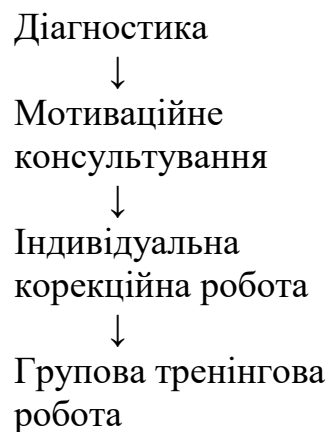 Діагностика
↓
Мотиваційне
консультування
↓
Індивідуальна
корекційна робота
↓
Групова тренінгова
робота